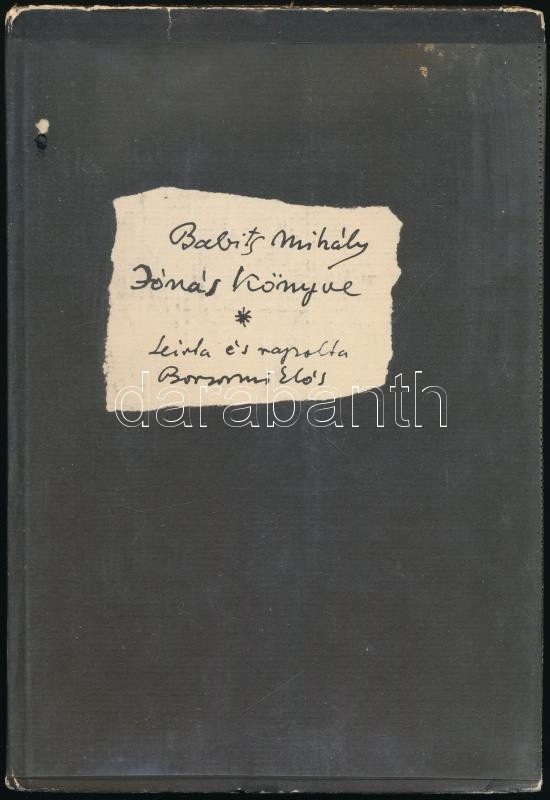 Babits Mihály
Jónás Könyve
*
Leírta és rajzolta
Borsos Miklós
darabanth